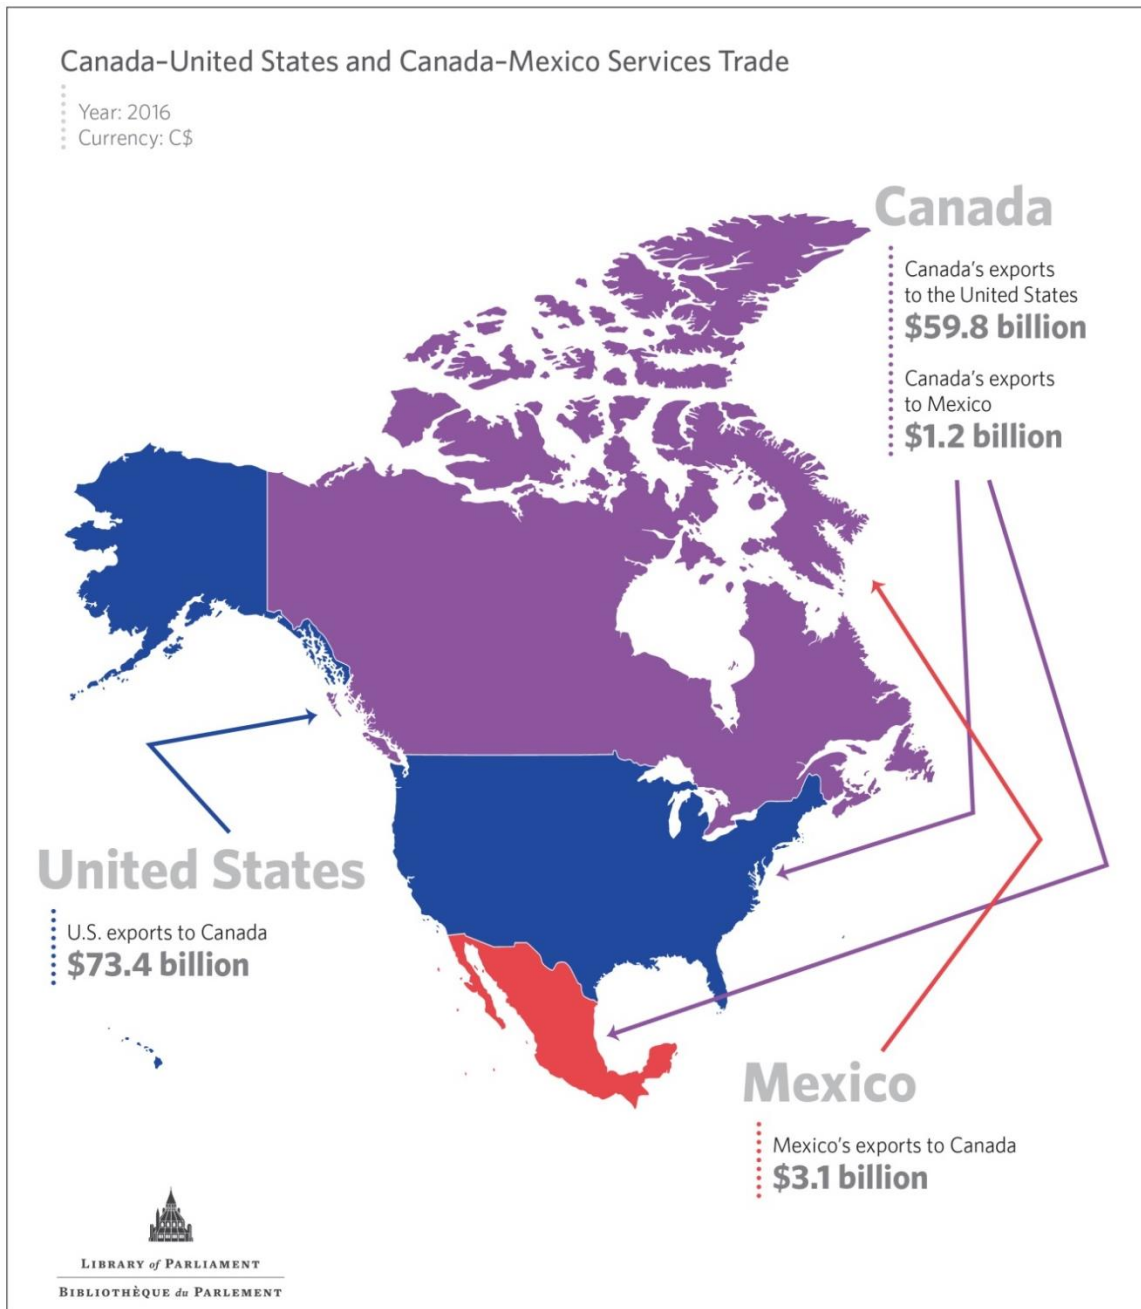 Canada–United States and Canada–Mexico Services Trade
Year: 2016
Currency: C$
Canada
Canada's exports
to the United States
$59.8 billion
Canada's exports
to Mexico
$1.2 billion
United States
U.S. exports to Canada
$73.4 billion
Mexico
Mexico's exports to Canada
$3.1 billion
LIBRARY of PARLIAMENT
BIBLIOTHÈQUE du PARLEMENT